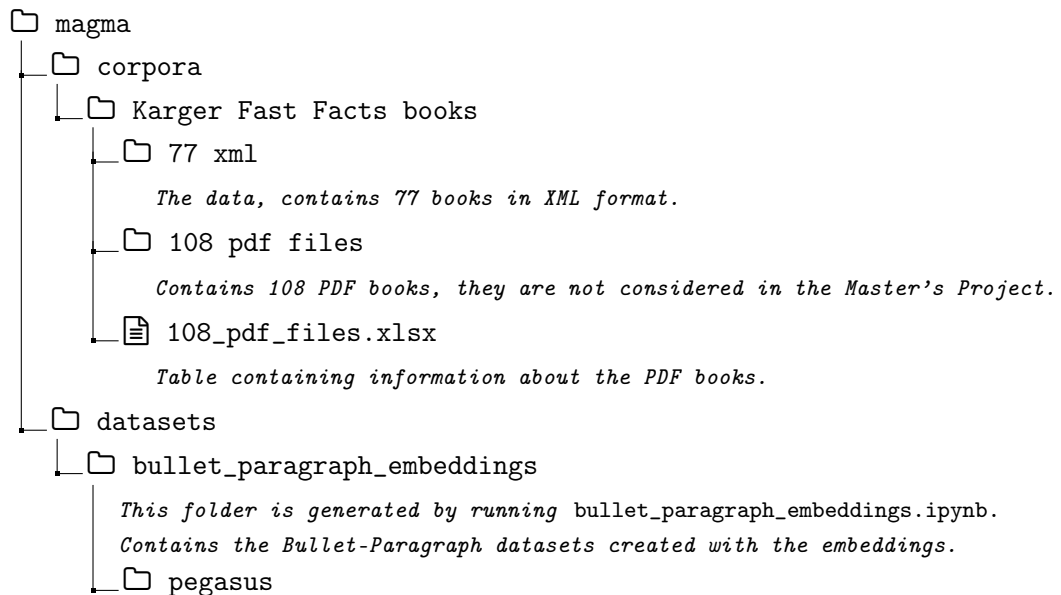 magma
corpora
Karger Fast Facts books
77 xml
The data, contains 77 books in XML format.
108 pdf files
Contains 108 PDF books, they are not considered in the Master's Project.
108_pdf_files.xlsx
Table containing information about the PDF books.
datasets
bullet_paragraph_embeddings
This folder is generated by running bullet_paragraph_embeddings.ipynb.
Contains the Bullet-Paragraph datasets created with the embeddings.
pegasus